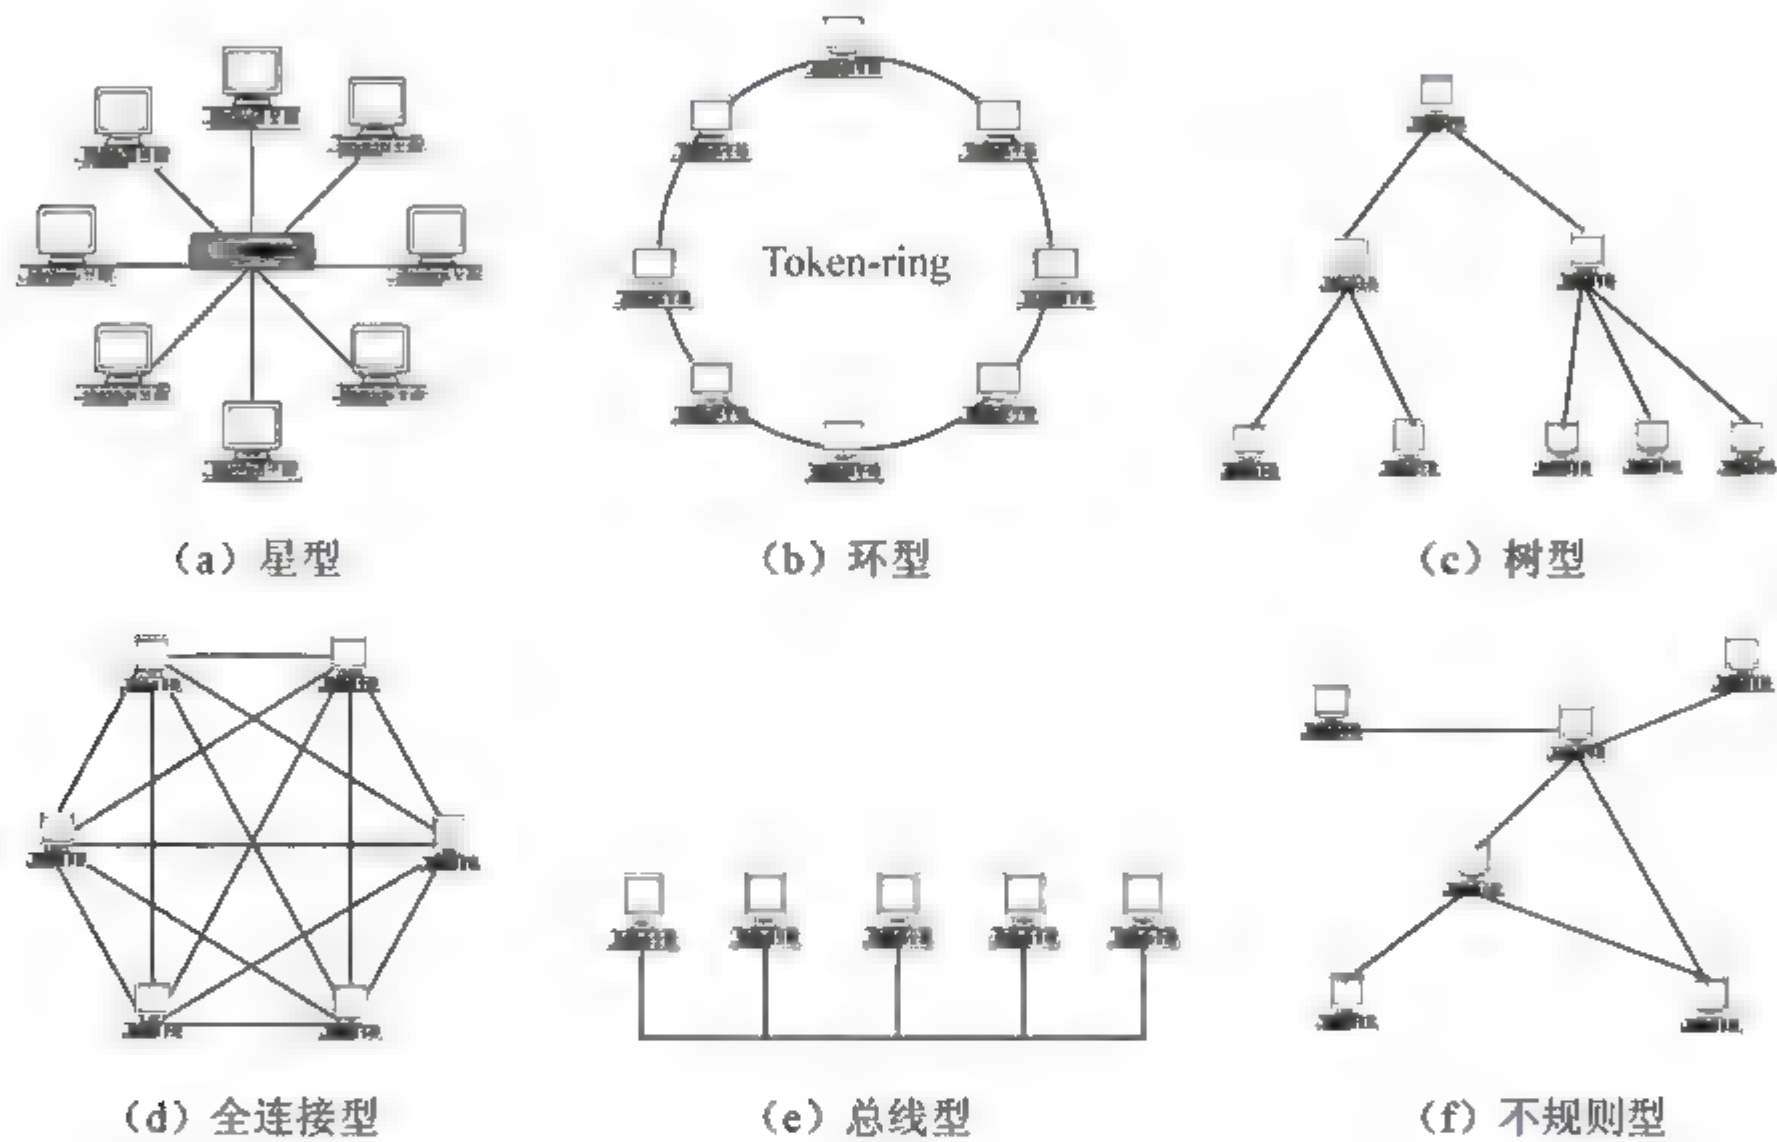 Token-ring
(a) 星型
(b) 环型
(c) 树型
(d) 全连接型
(e) 总线型
(f) 不规则型